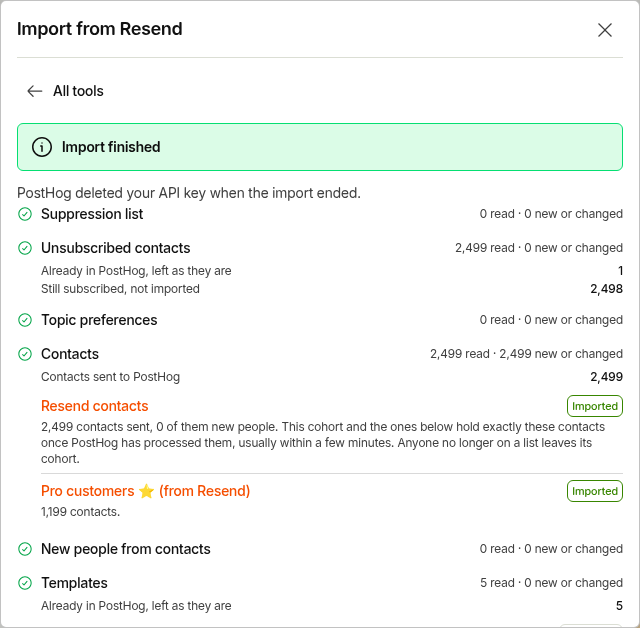 Import from Resend
All tools
Import finished
PostHog deleted your API key when the import ended.
Suppression list 0 read · 0 new or changed
Unsubscribed contacts 2,499 read · 0 new or changed
Already in PostHog, left as they are 1
Still subscribed, not imported 2,498
Topic preferences 0 read · 0 new or changed
Contacts 2,499 read · 2,499 new or changed
Contacts sent to PostHog 2,499
Resend contacts Imported
2,499 contacts sent, 0 of them new people. This cohort and the ones below hold exactly these contacts
once PostHog has processed them, usually within a few minutes. Anyone no longer on a list leaves its
cohort.
Pro customers ⭐ (from Resend) Imported
1,199 contacts.
New people from contacts 0 read · 0 new or changed
Templates 5 read · 0 new or changed
Already in PostHog, left as they are 5